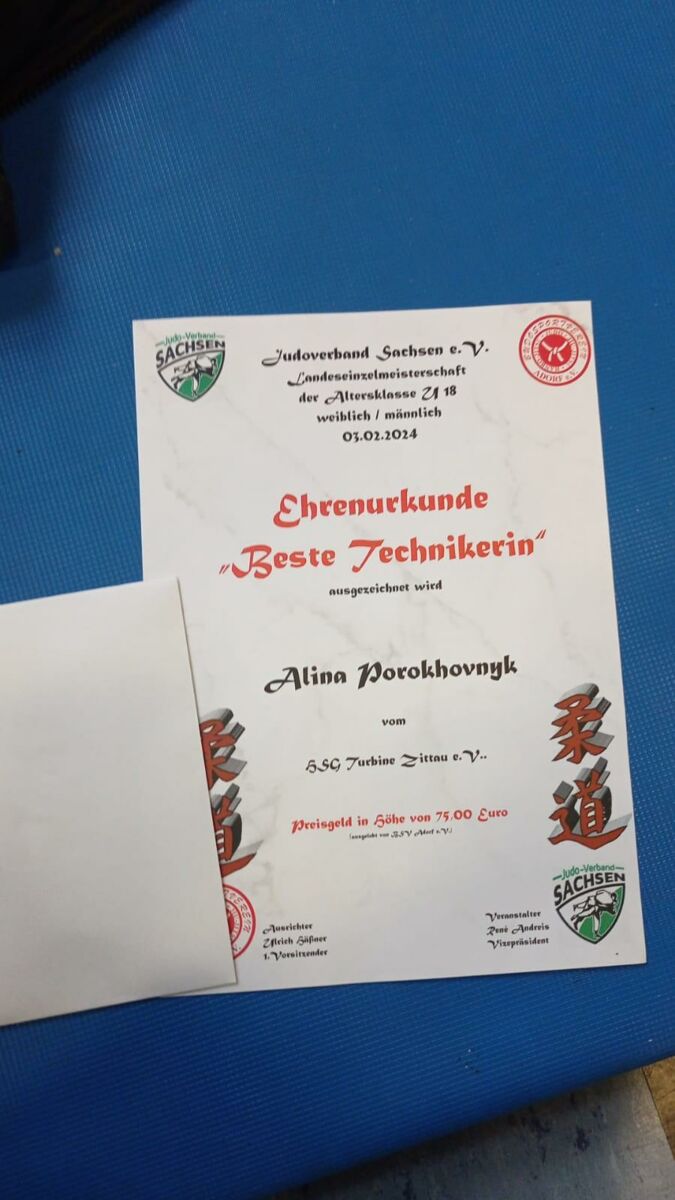 Judo-Verband
SACHSEN
Judoverband Sachsen e.V.
Landeseinzelmeisterschaft
der Altersklasse U 18
weiblich / männlich
03.02.2024
ADORF e.V.
Ehrenurkunde
„Beste Technikerin“
ausgezeichnet wird
Alina Porokhovnyk
vom
HSG Turbine Zittau e.V..
柔道
柔道
Preisgeld in Höhe von 75,00 Euro
(ausgelobt von BSV Adorf e.V.)
Ausrichter
Ulrich Häßner
1. Vorsitzender
Veranstalter
Renè Andreis
Vizepräsident
Judo-Verband
SACHSEN